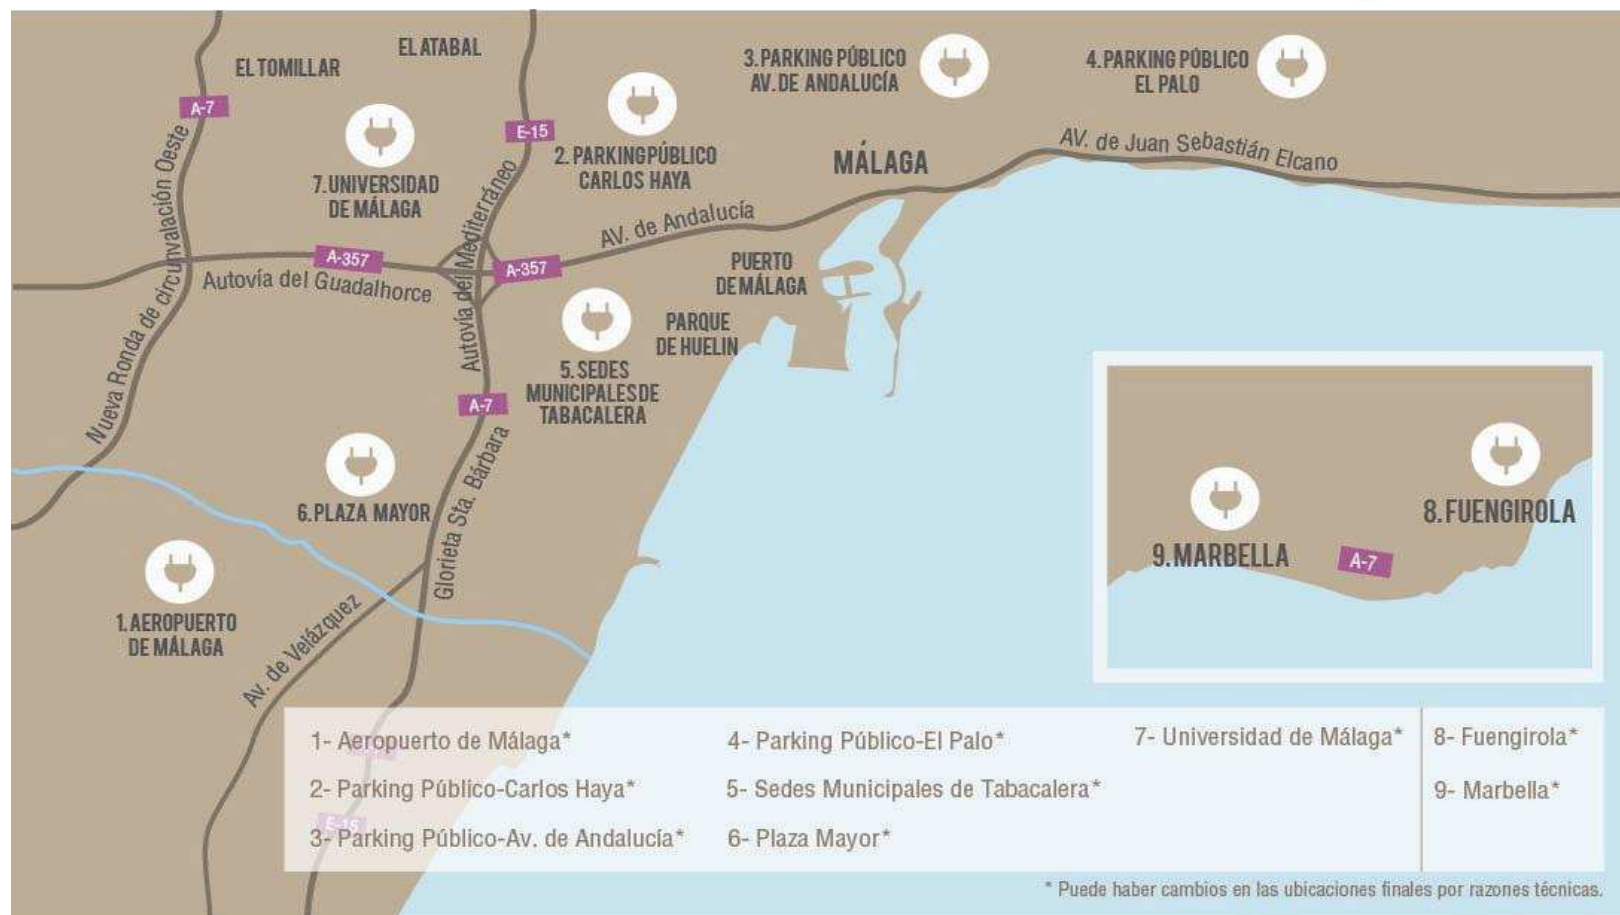 EL TOMILLAR
EL ATABAL
3. PARKING PÚBLICO
AV. DE ANDALUCÍA
4. PARKING PÚBLICO
EL PALO
A-7
E-15
Nueva Ronda de circunvalación Oeste
7. UNIVERSIDAD
DE MÁLAGA
2. PARKING PÚBLICO
CARLOS HAYA
MÁLAGA
AV. de Juan Sebastián Elcano
Autovía del Mediterráneo
AV. de Andalucía
A-357
A-357
Autovía del Guadalhorce
PUERTO
DE MÁLAGA
PARQUE
DE HUELIN
5. SEDES
MUNICIPALES DE
TABACALERA
A-7
6. PLAZA MAYOR
Glorieta Sta. Bárbara
1. AEROPUERTO
DE MÁLAGA
Av. de Velázquez
8. FUENGIROLA
9. MARBELLA
A-7
1- Aeropuerto de Málaga*
2- Parking Público-Carlos Haya*
E-15
3- Parking Público-Av. de Andalucía*
4- Parking Público-El Palo*
5- Sedes Municipales de Tabacalera*
6- Plaza Mayor*
7- Universidad de Málaga*
8- Fuengirola*
9- Marbella*
* Puede haber cambios en las ubicaciones finales por razones técnicas.